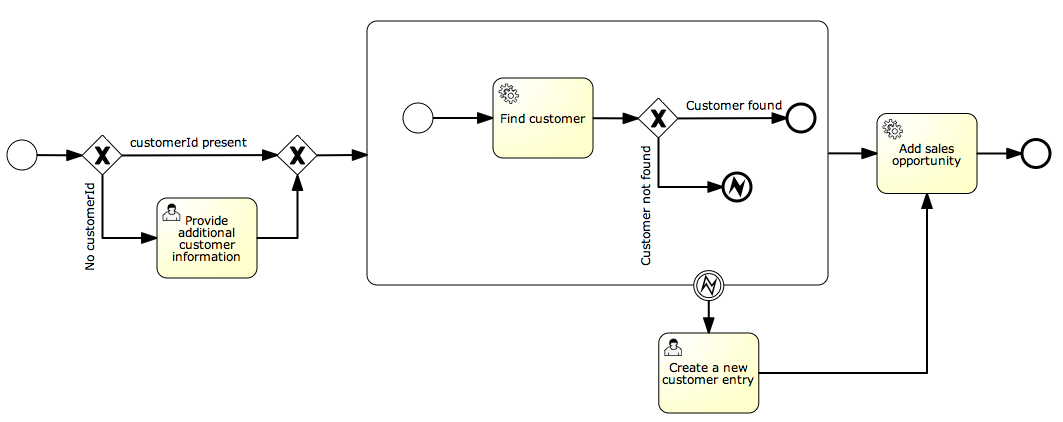 customerId present
No customerId
Provide
additional
customer
information
Find customer
Customer found
Customer not found
Create a new
customer entry
Add sales
opportunity